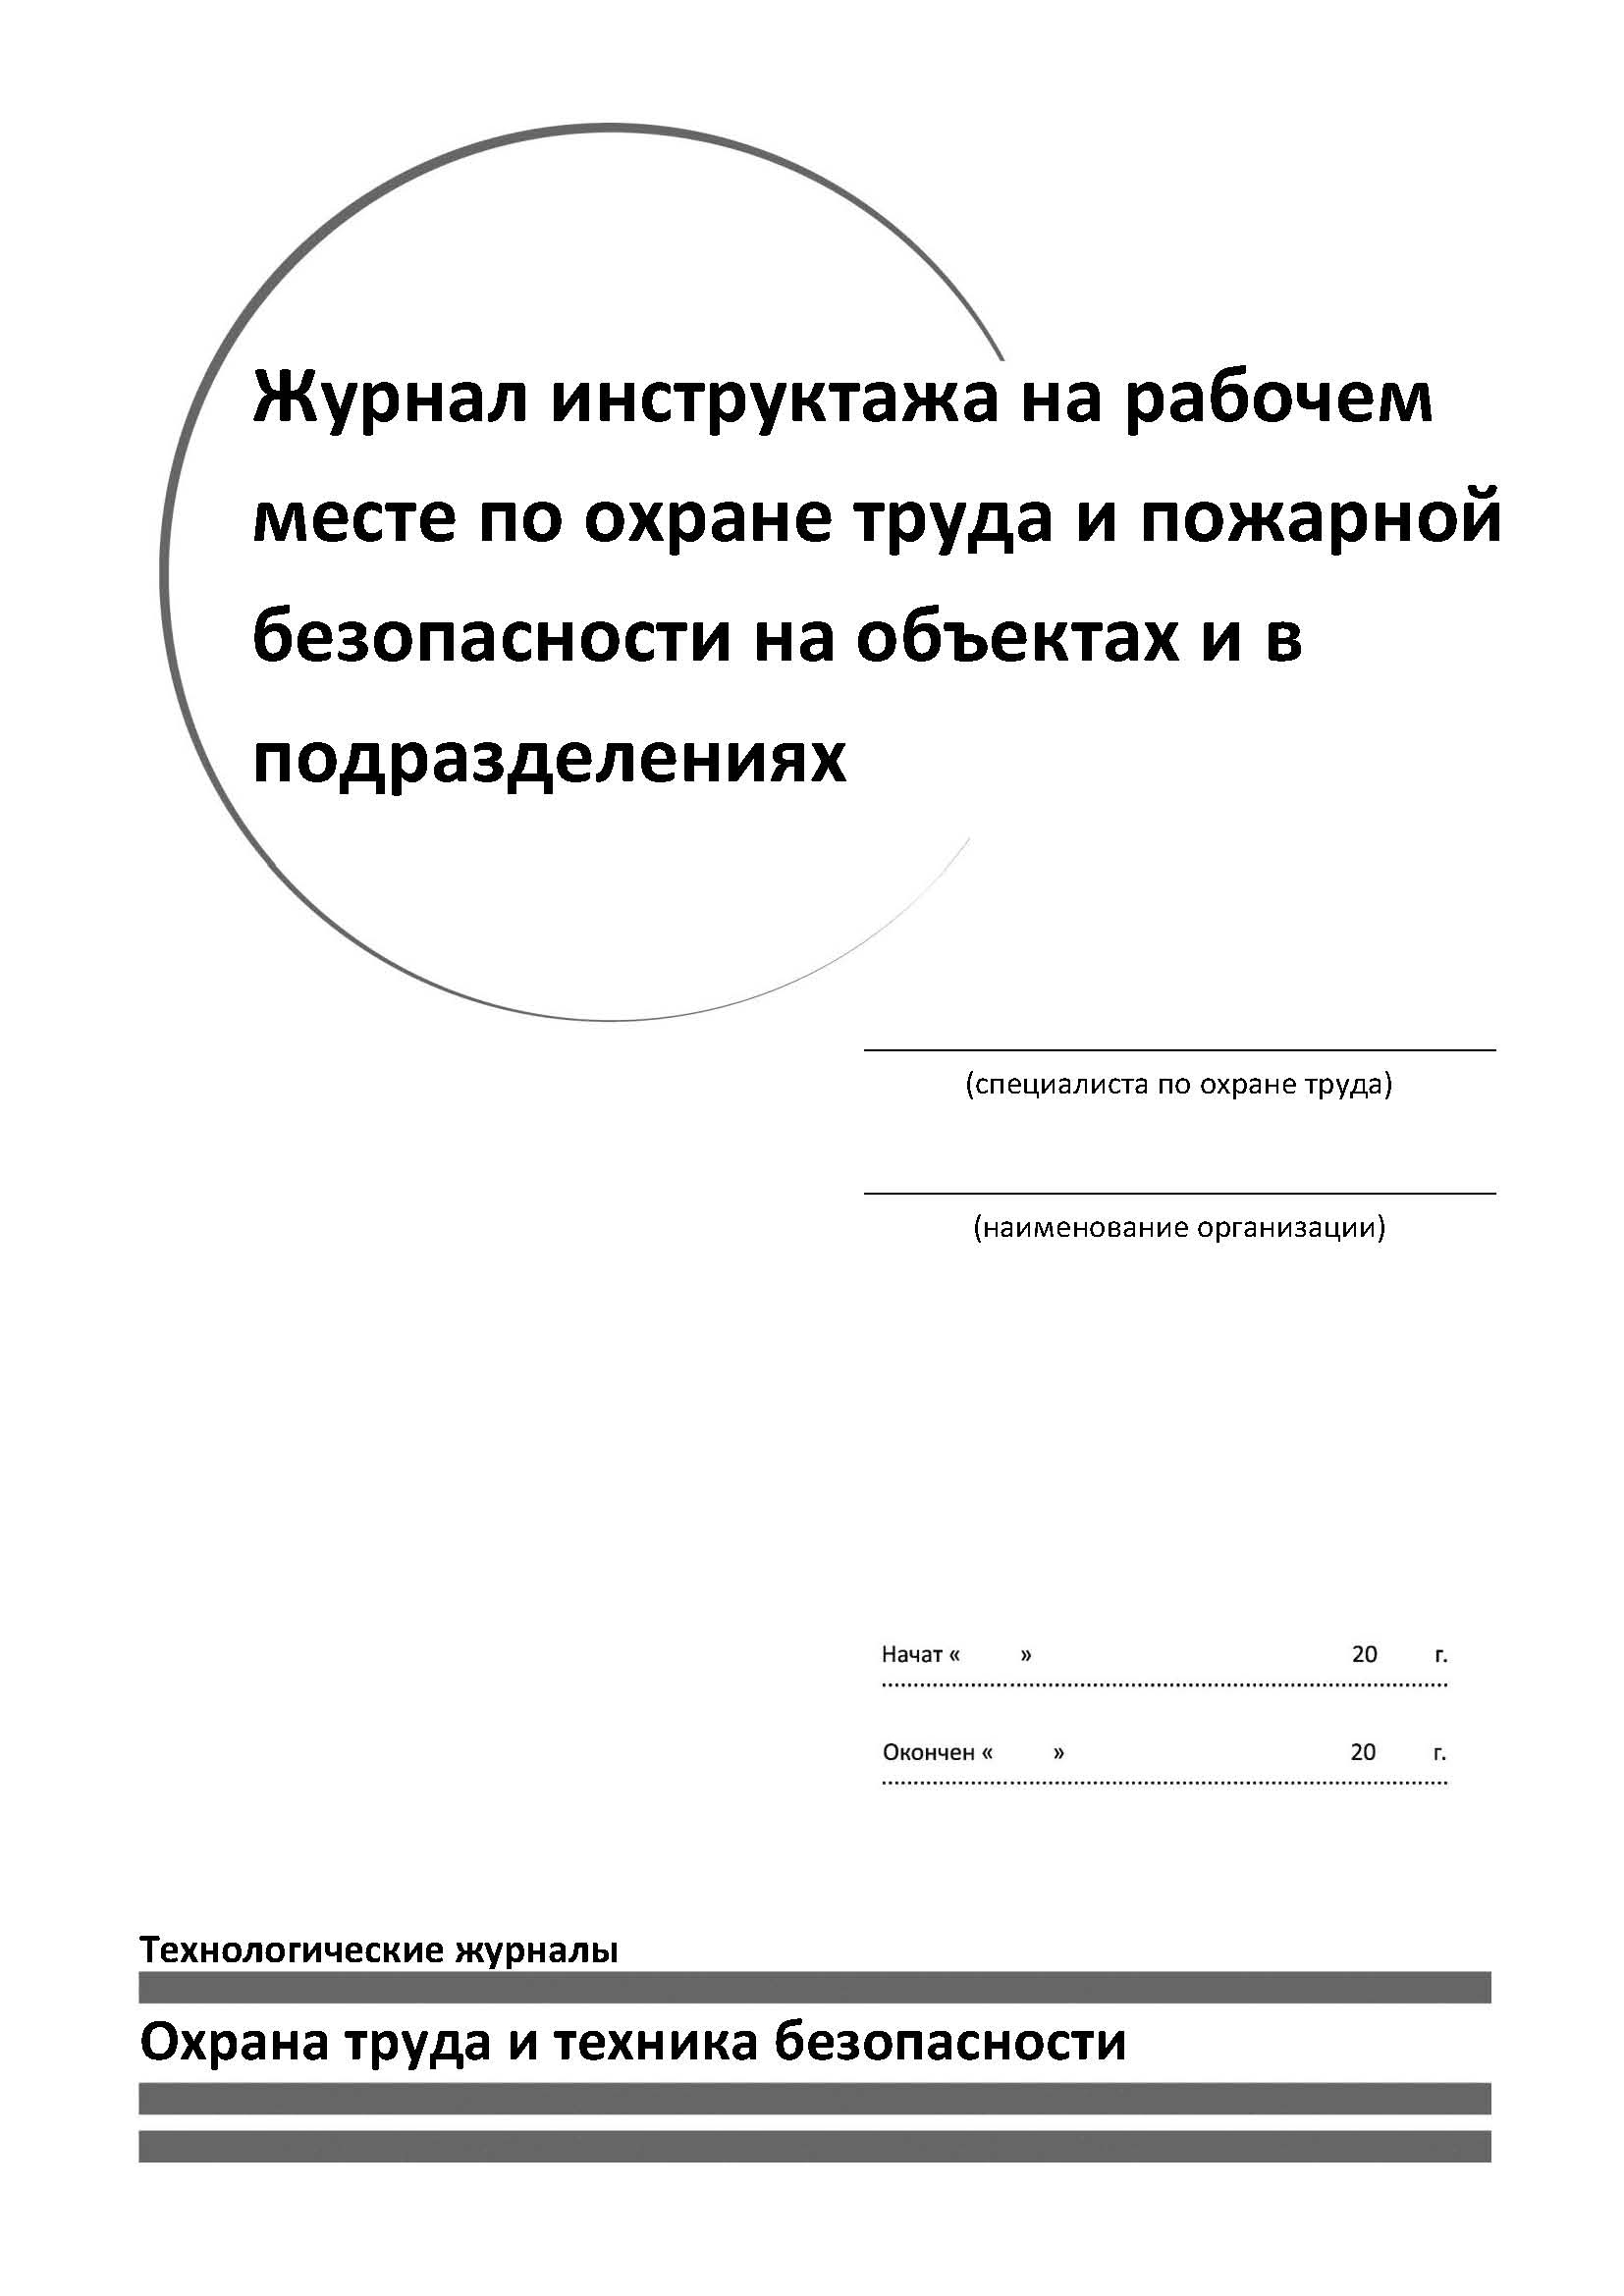 Журнал инструктажа на рабочем
месте по охране труда и пожарной
безопасности на объектах и в
подразделениях
(специалиста по охране труда)
(наименование организации)
Начат « » 20 г.
Окончен « » 20 г.
Технологические журналы
Охрана труда и техника безопасности